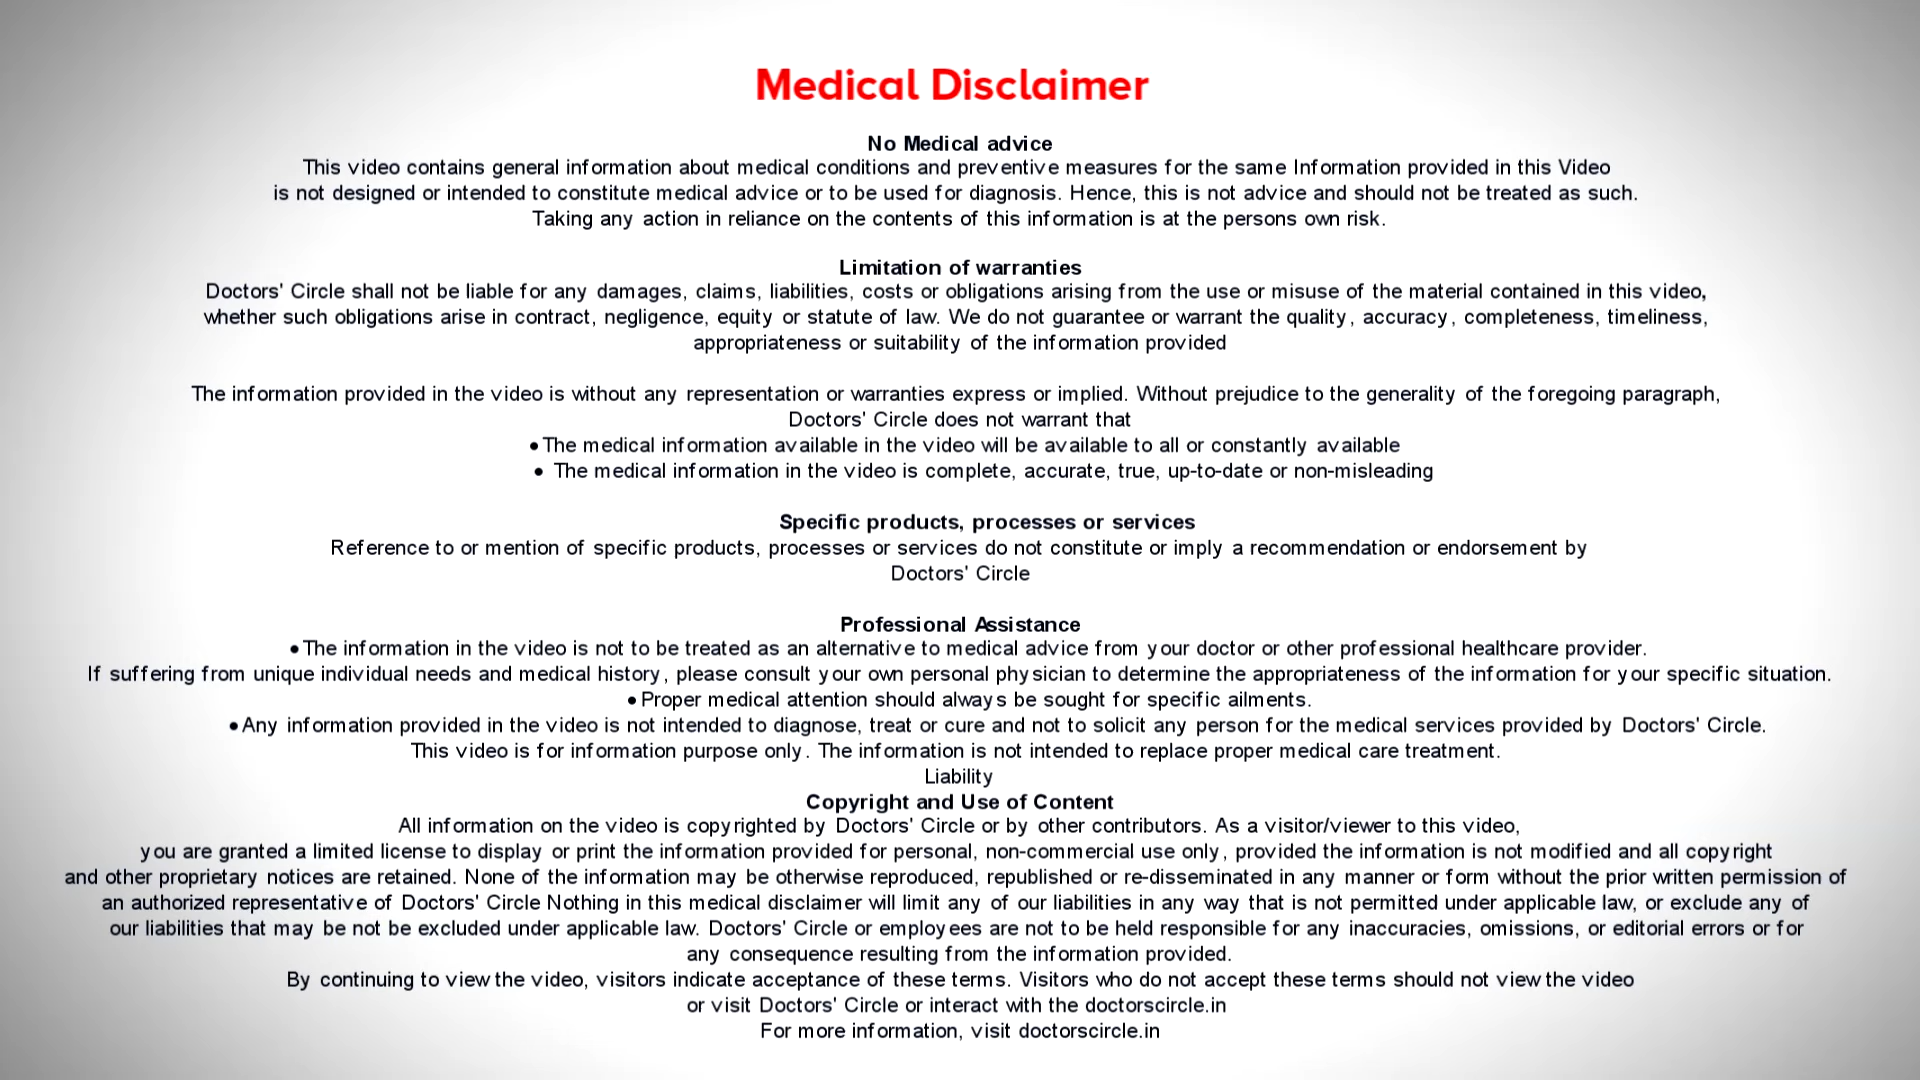 Medical Disclaimer
No Medical advice
This video contains general information about medical conditions and preventive measures for the same Information provided in this Video
is not designed or intended to constitute medical advice or to be used for diagnosis. Hence, this is not advice and should not be treated as such.
Taking any action in reliance on the contents of this information is at the persons own risk.
Limitation of warranties
Doctors' Circle shall not be liable for any damages, claims, liabilities, costs or obligations arising from the use or misuse of the material contained in this video,
whether such obligations arise in contract, negligence, equity or statute of law. We do not guarantee or warrant the quality, accuracy, completeness, timeliness,
appropriateness or suitability of the information provided
The information provided in the video is without any representation or warranties express or implied. Without prejudice to the generality of the foregoing paragraph,
Doctors' Circle does not warrant that
• The medical information available in the video will be available to all or constantly available
• The medical information in the video is complete, accurate, true, up-to-date or non-misleading
Specific products, processes or services
Reference to or mention of specific products, processes or services do not constitute or imply a recommendation or endorsement by
Doctors' Circle
Professional Assistance
• The information in the video is not to be treated as an alternative to medical advice from your doctor or other professional healthcare provider.
If suffering from unique individual needs and medical history, please consult your own personal physician to determine the appropriateness of the information for your specific situation.
• Proper medical attention should always be sought for specific ailments.
• Any information provided in the video is not intended to diagnose, treat or cure and not to solicit any person for the medical services provided by Doctors' Circle.
This video is for information purpose only. The information is not intended to replace proper medical care treatment.
Liability
Copyright and Use of Content
All information on the video is copyrighted by Doctors' Circle or by other contributors. As a visitor/viewer to this video,
you are granted a limited license to display or print the information provided for personal, non-commercial use only, provided the information is not modified and all copyright
and other proprietary notices are retained. None of the information may be otherwise reproduced, republished or re-disseminated in any manner or form without the prior written permission of
an authorized representative of Doctors' Circle Nothing in this medical disclaimer will limit any of our liabilities in any way that is not permitted under applicable law, or exclude any of
our liabilities that may be not be excluded under applicable law. Doctors' Circle or employees are not to be held responsible for any inaccuracies, omissions, or editorial errors or for
any consequence resulting from the information provided.
By continuing to view the video, visitors indicate acceptance of these terms. Visitors who do not accept these terms should not view the video
or visit Doctors' Circle or interact with the doctorscircle.in
For more information, visit doctorscircle.in